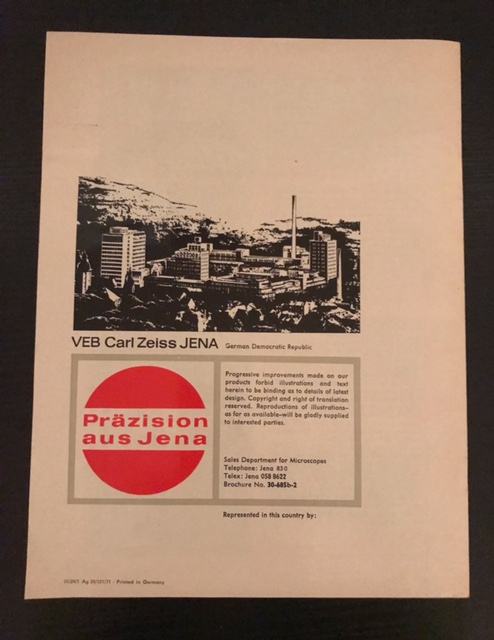 VEB Carl Zeiss JENA German Democratic Republic
Präzision
aus Jena
Progressive improvements made on our
products forbid illustrations and text
herein to be binding as to details of latest
design. Copyright and right of translation
reserved. Reproductions of illustrations–
as far as available–will be gladly supplied
to interested parties.
Sales Department for Microscopes
Telephone: Jena 83 0
Telex: Jena 058 8622
Brochure No. 30-685b-2
Represented in this country by:
Printed in Germany